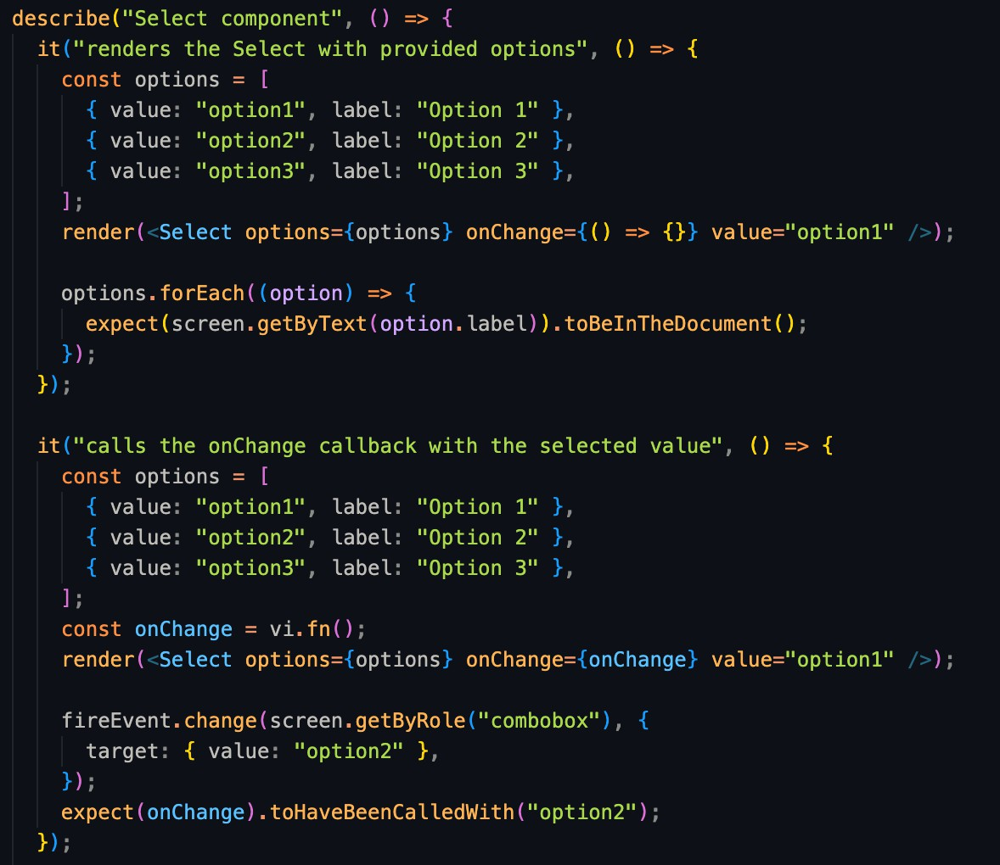 describe("Select component", () => {
  it("renders the Select with provided options", () => {
    const options = [
      { value: "option1", label: "Option 1" },
      { value: "option2", label: "Option 2" },
      { value: "option3", label: "Option 3" },
    ];
    render(<Select options={options} onChange={() => {}} value="option1" />);

    options.forEach((option) => {
      expect(screen.getByText(option.label)).toBeInTheDocument();
    });
  });

  it("calls the onChange callback with the selected value", () => {
    const options = [
      { value: "option1", label: "Option 1" },
      { value: "option2", label: "Option 2" },
      { value: "option3", label: "Option 3" },
    ];
    const onChange = vi.fn();
    render(<Select options={options} onChange={onChange} value="option1" />);

    fireEvent.change(screen.getByRole("combobox"), {
      target: { value: "option2" },
    });
    expect(onChange).toHaveBeenCalledWith("option2");
  });